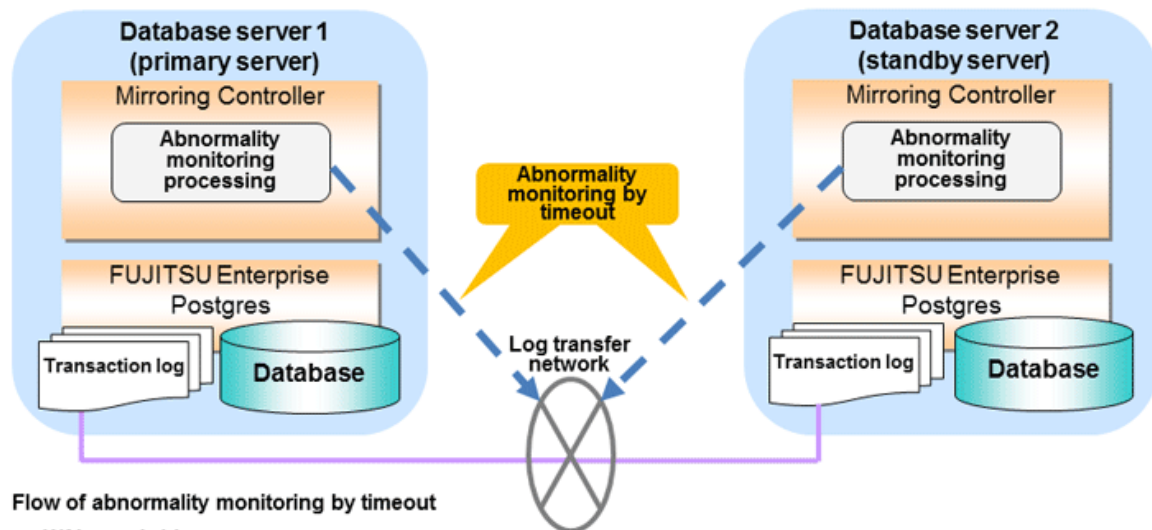 Database server 1
(primary server)
Mirroring Controller
Abnormality
monitoring
processing
FUJITSU Enterprise
Postgres
Transaction log
Database
Abnormality
monitoring by
timeout
Log transfer
network
Database server 2
(standby server)
Mirroring Controller
Abnormality
monitoring
processing
FUJITSU Enterprise
Postgres
Transaction log
Database
Flow of abnormality monitoring by timeout